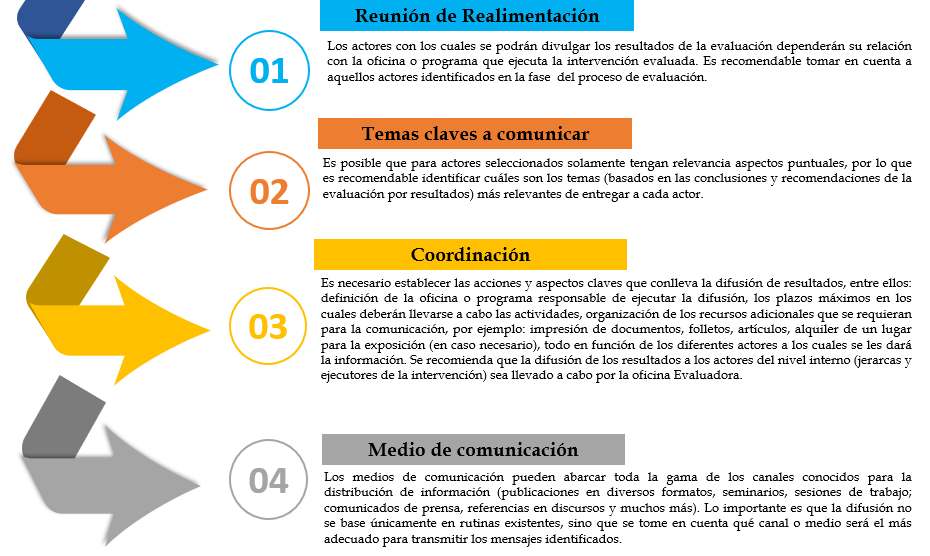 Reunión de Realimentación
01
Los actores con los cuales se podrán divulgar los resultados de la evaluación dependerán su relación
con la oficina o programa que ejecuta la intervención evaluada. Es recomendable tomar en cuenta a
aquellos actores identificados en la fase del proceso de evaluación.
Temas claves a comunicar
02
Es posible que para actores seleccionados solamente tengan relevancia aspectos puntuales, por lo que
es recomendable identificar cuáles son los temas (basados en las conclusiones y recomendaciones de la
evaluación por resultados) más relevantes de entregar a cada actor.
Coordinación
03
Es necesario establecer las acciones y aspectos claves que conlleva la difusión de resultados, entre ellos:
definición de la oficina o programa responsable de ejecutar la difusión, los plazos máximos en los
cuales deberán llevarse a cabo las actividades, organización de los recursos adicionales que se requieran
para la comunicación, por ejemplo: impresión de documentos, folletos, artículos, alquiler de un lugar
para la exposición (en caso necesario), todo en función de los diferentes actores a los cuales se les dará
la información. Se recomienda que la difusión de los resultados a los actores del nivel interno (jerarcas y
ejecutores de la intervención) sea llevado a cabo por la oficina Evaluadora.
Medio de comunicación
04
Los medios de comunicación pueden abarcar toda la gama de los canales conocidos para la
distribución de información (publicaciones en diversos formatos, seminarios, sesiones de trabajo;
comunicados de prensa, referencias en discursos y muchos más). Lo importante es que la difusión no
se base únicamente en rutinas existentes, sino que se tome en cuenta qué canal o medio será el más
adecuado para transmitir los mensajes identificados.